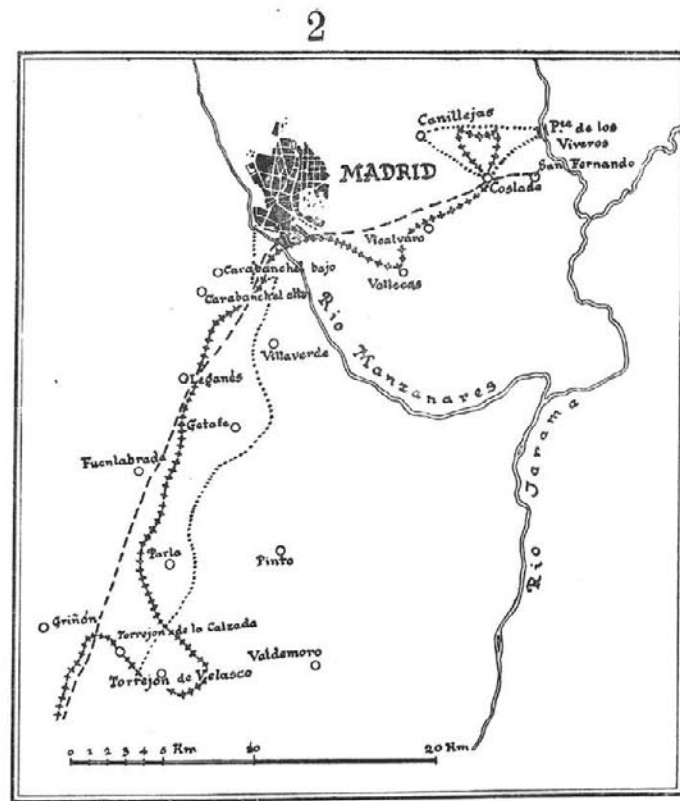 2
Canillejas
Pte. de los
Viveros
MADRID
San Fernando
Coslada
Vicalvaro
Vallecas
Carabanchel bajo
Carabanchel alto
Rio Manzanares
Villaverde
Leganés
Getafe
Rio Jarama
Fuenlabrada
Parla
Pinto
Griñón
Torrejon de la Calzada
Valdemoro
Torrejón de Velasco
0 1 2 3 4 5 Km 10 20 Km